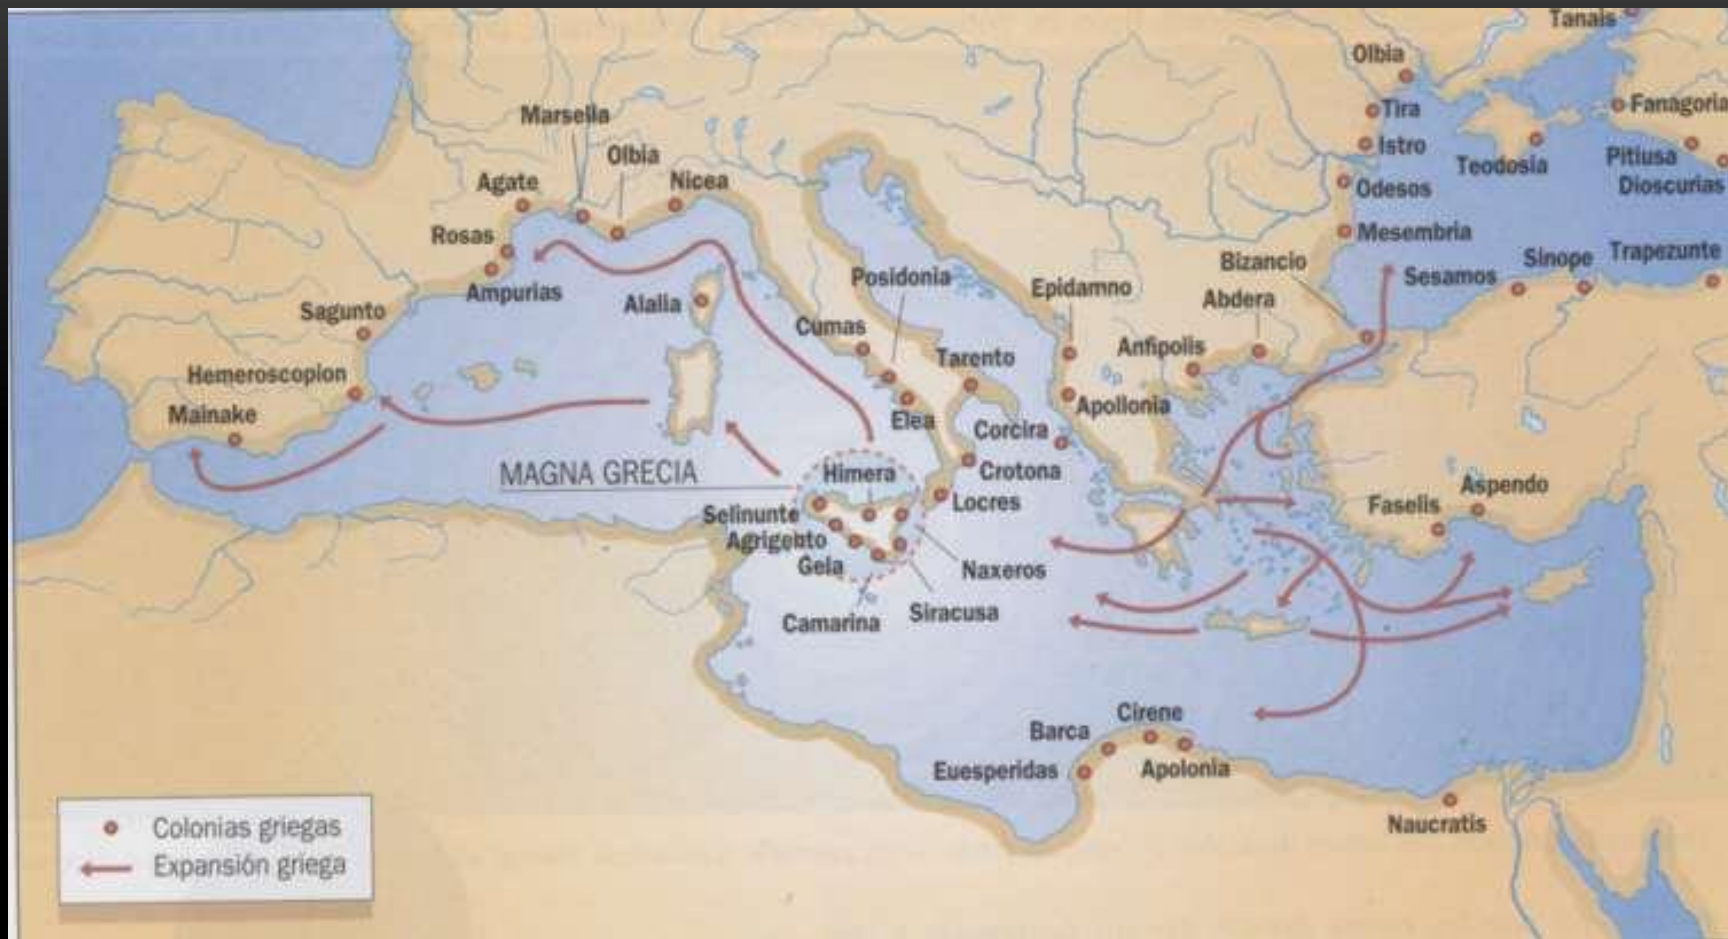 Tanais
Olbia
Marsella
Tira
Fanagoria
Istro
Olbia
Teodosia
Pitiusa
Agate
Nicea
Odesos
Dioscurias
Rosas
Mesembria
Bizancio
Sinope
Trapezunte
Posidonia
Sesamos
Ampurias
Epidamno
Abdera
Alalia
Sagunto
Cumas
Anfipolis
Tarento
Hemeroscopion
Apollonia
Mainake
Elea
Corcira
MAGNA GRECIA
Himera
Crotona
Aspendo
Locres
Faselis
Selinunte
Agrigento
Gela
Naxeros
Siracusa
Camarina
Cirene
Barca
Euesperidas
Apolonia
Naucratis
Colonias griegas
Expansión griega